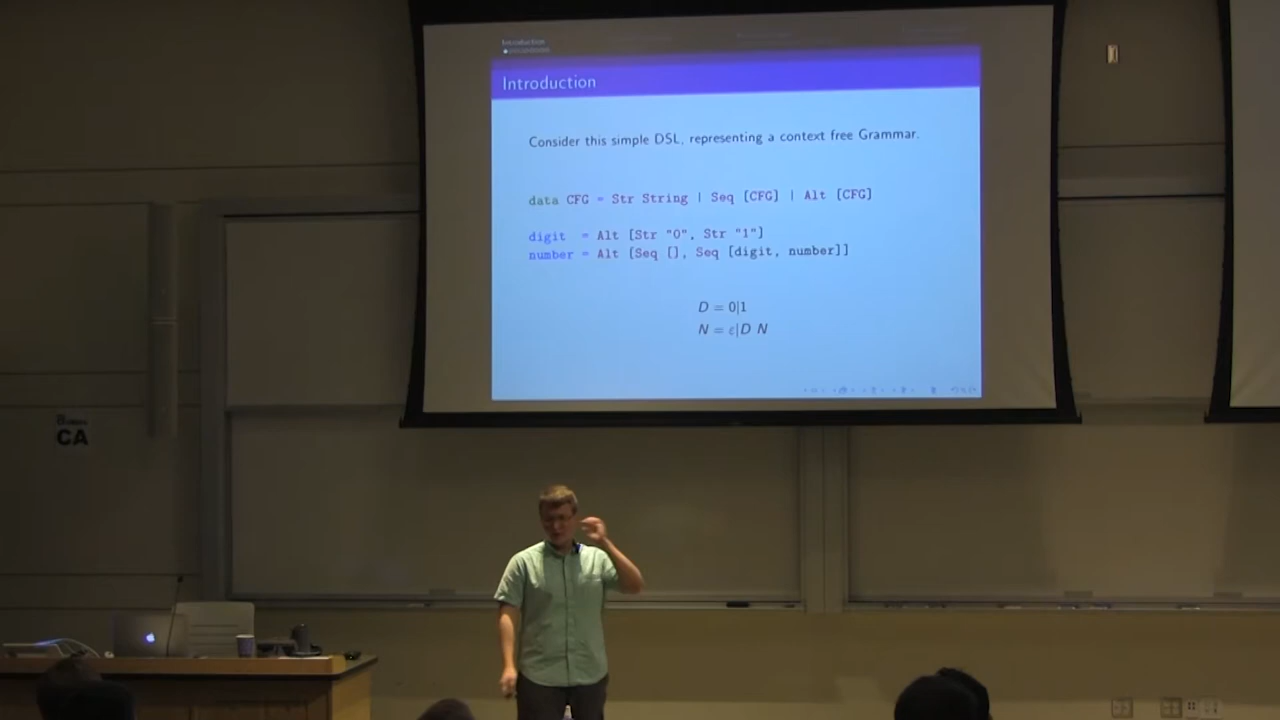 Introduction
Introduction
Consider this simple DSL, representing a context free Grammar.
data CFG = Str String | Seq [CFG] | Alt [CFG]
digit = Alt [Str "0", Str "1"]
number = Alt [Seq [], Seq [digit, number]]
D = 0|1
N = ε|D N
CA